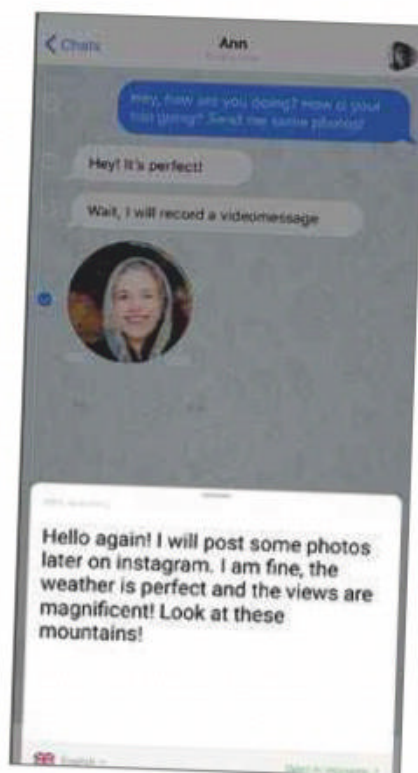 Chats
Ann
Hey, how are you doing? How is your
trip going? Send me some photos!
Hey! It's perfect!
Wait, I will record a videomessage
Hello again! I will post some photos
later on instagram. I am fine, the
weather is perfect and the views are
magnificent! Look at these
mountains!
English